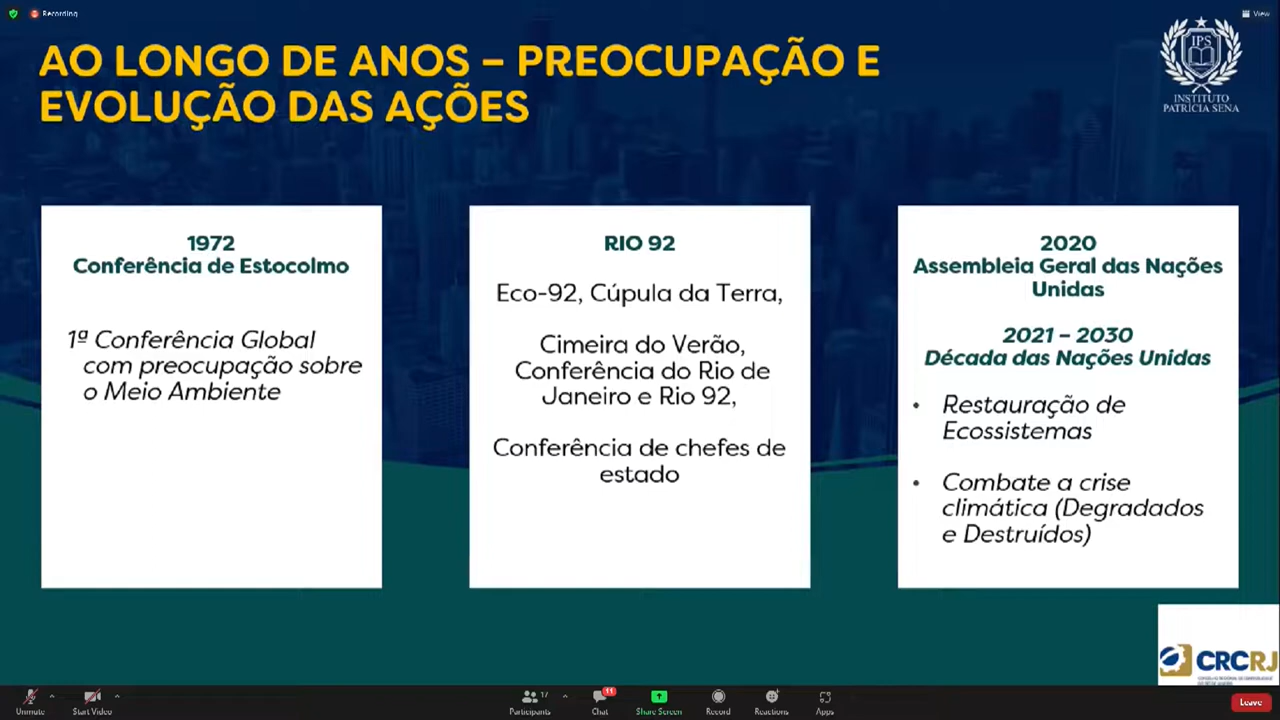 Recording
View
AO LONGO DE ANOS – PREOCUPAÇÃO E
EVOLUÇÃO DAS AÇÕES
IPS
INSTITUTO
PATRÍCIA SENA
1972
Conferência de Estocolmo
1ª Conferência Global
com preocupação sobre
o Meio Ambiente
RIO 92
Eco-92, Cúpula da Terra,
Cimeira do Verão,
Conferência do Rio de
Janeiro e Rio 92,
Conferência de chefes de
estado
2020
Assembleia Geral das Nações
Unidas
2021 – 2030
Década das Nações Unidas
• Restauração de
Ecossistemas
• Combate a crise
climática (Degradados
e Destruídos)
CRCRJ
Unmute
Start Video
Participants
17
Chat
11
Share Screen
Record
Reactions
Apps
Leave